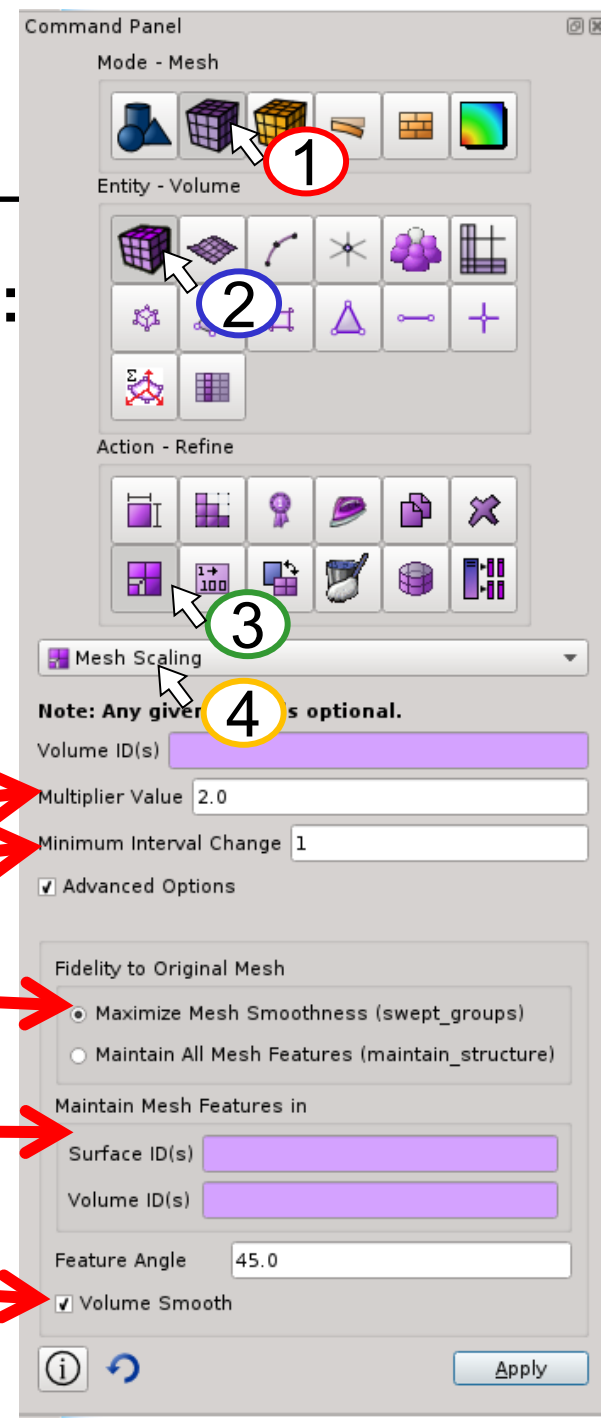 Command Panel
Mode - Mesh
1
Entity - Volume
2
:
Σ
Action - Refine
1→
100
3
Mesh Scaling
4
Note: Any give s optional.
Volume ID(s)
Multiplier Value 2.0
Minimum Interval Change 1
Advanced Options
Fidelity to Original Mesh
Maximize Mesh Smoothness (swept_groups)
Maintain All Mesh Features (maintain_structure)
Maintain Mesh Features in
Surface ID(s)
Volume ID(s)
Feature Angle 45.0
Volume Smooth
i
Apply